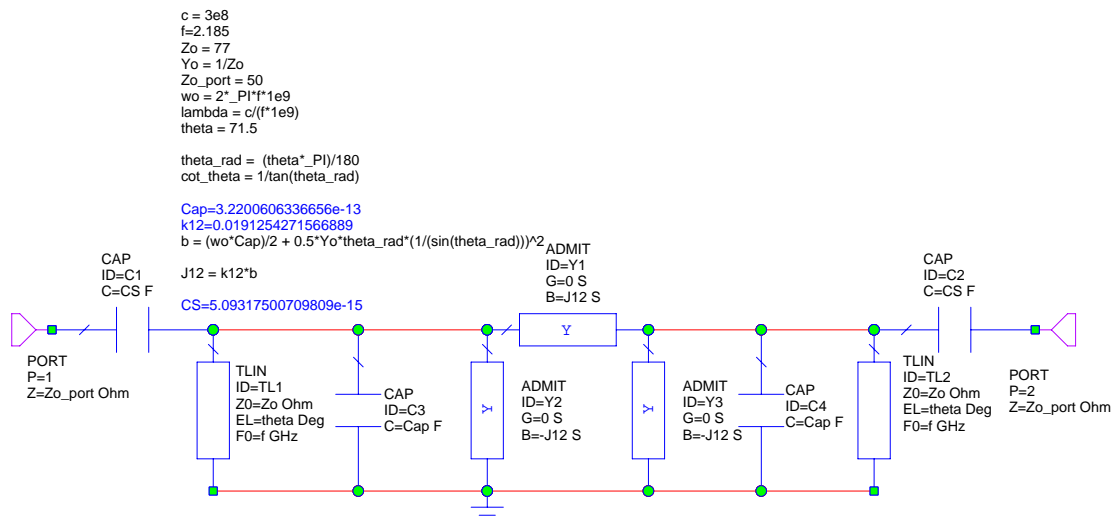 c = 3e8
f=2.185
Zo = 77
Yo = 1/Zo
Zo_port = 50
wo = 2*_PI*f*1e9
lambda = c/(f*1e9)
theta = 71.5
theta_rad =  (theta*_PI)/180
cot_theta = 1/tan(theta_rad)
Cap=3.2200606336656e-13
k12=0.0191254271566889
b = (wo*Cap)/2 + 0.5*Yo*theta_rad*(1/(sin(theta_rad)))^2
J12 = k12*b
CS=5.09317500709809e-15
CAP
ID=C1
C=CS F
ADMIT
ID=Y1
G=0 S
B=J12 S
Y
CAP
ID=C2
C=CS F
PORT
P=1
Z=Zo_port Ohm
TLIN
ID=TL1
Z0=Zo Ohm
EL=theta Deg
F0=f GHz
CAP
ID=C3
C=Cap F
Y
ADMIT
ID=Y2
G=0 S
B=-J12 S
Y
ADMIT
ID=Y3
G=0 S
B=-J12 S
CAP
ID=C4
C=Cap F
TLIN
ID=TL2
Z0=Zo Ohm
EL=theta Deg
F0=f GHz
PORT
P=2
Z=Zo_port Ohm